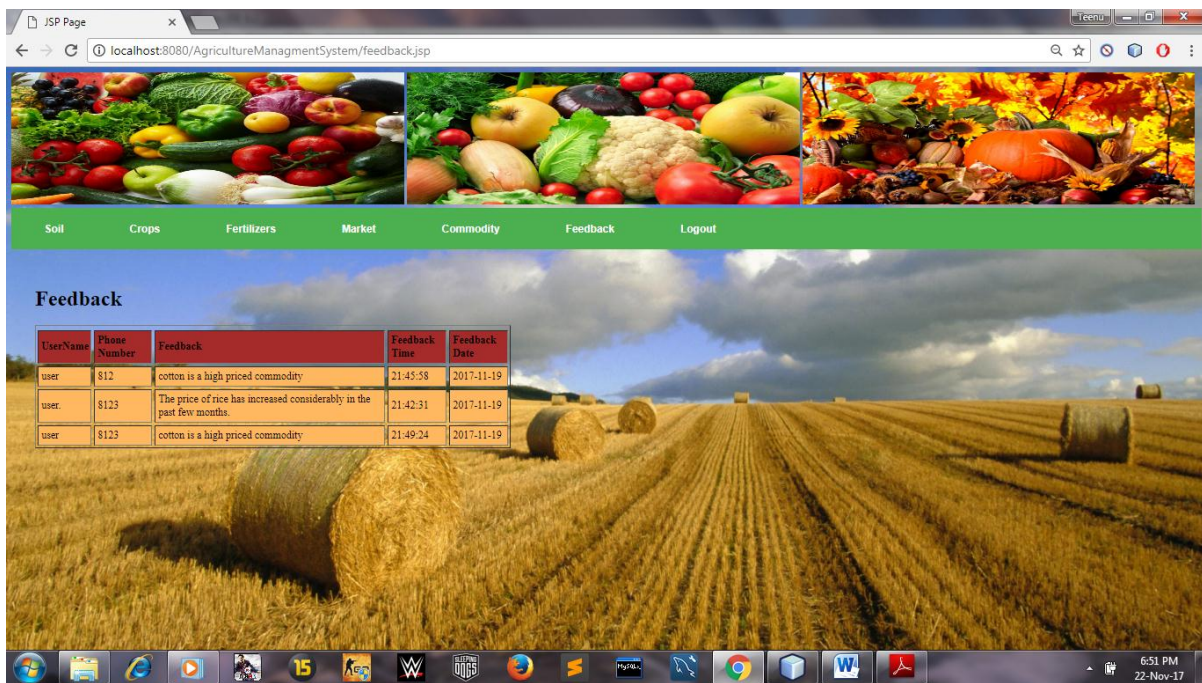 JSP Page
Teenu
localhost:8080/AgricultureManagmentSystem/feedback.jsp
Soil Crops Fertilizers Market Commodity Feedback Logout
Feedback
UserName Phone Number Feedback Feedback Time Feedback Date
user 812 cotton is a high priced commodity 21:45:58 2017-11-19
user. 8123 The price of rice has increased considerably in the
past few months. 21:42:31 2017-11-19
user 8123 cotton is a high priced commodity 21:49:24 2017-11-19
15
W
SLEEPING
DOGS
MySQL
W
6:51 PM
22-Nov-17